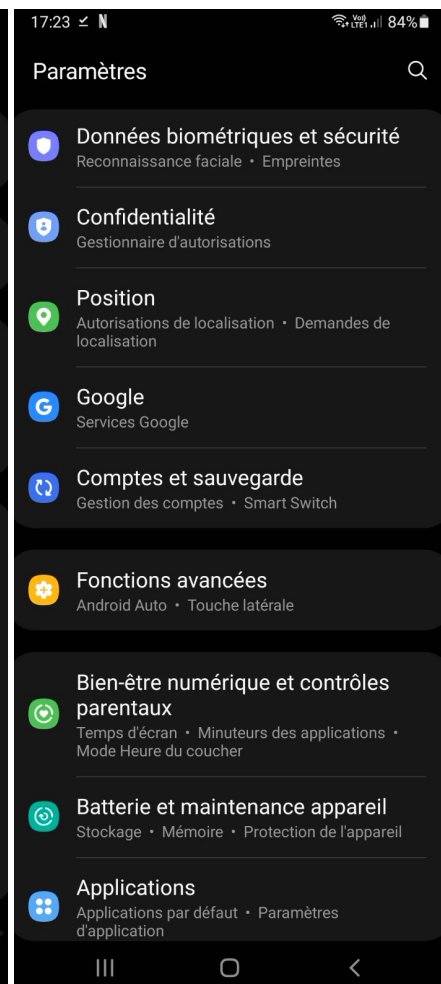 17:23 N Vo)) LTE1 84%
Paramètres
Données biométriques et sécurité
Reconnaissance faciale • Empreintes
Confidentialité
Gestionnaire d'autorisations
Position
Autorisations de localisation • Demandes de
localisation
G
Google
Services Google
Comptes et sauvegarde
Gestion des comptes • Smart Switch
Fonctions avancées
Android Auto • Touche latérale
Bien-être numérique et contrôles
parentaux
Temps d'écran • Minuteurs des applications •
Mode Heure du coucher
Batterie et maintenance appareil
Stockage • Mémoire • Protection de l'appareil
Applications
Applications par défaut • Paramètres
d'application